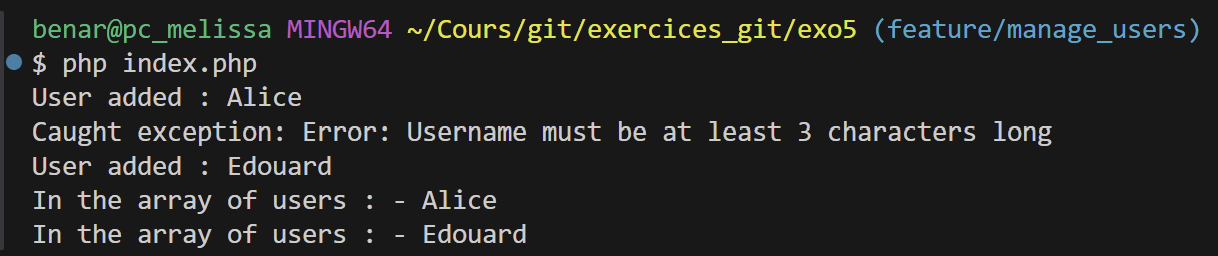 benar@pc_melissa MINGW64 ~/Cours/git/exercices_git/exo5 (feature/manage_users)
$ php index.php
User added : Alice
Caught exception: Error: Username must be at least 3 characters long
User added : Edouard
In the array of users : - Alice
In the array of users : - Edouard